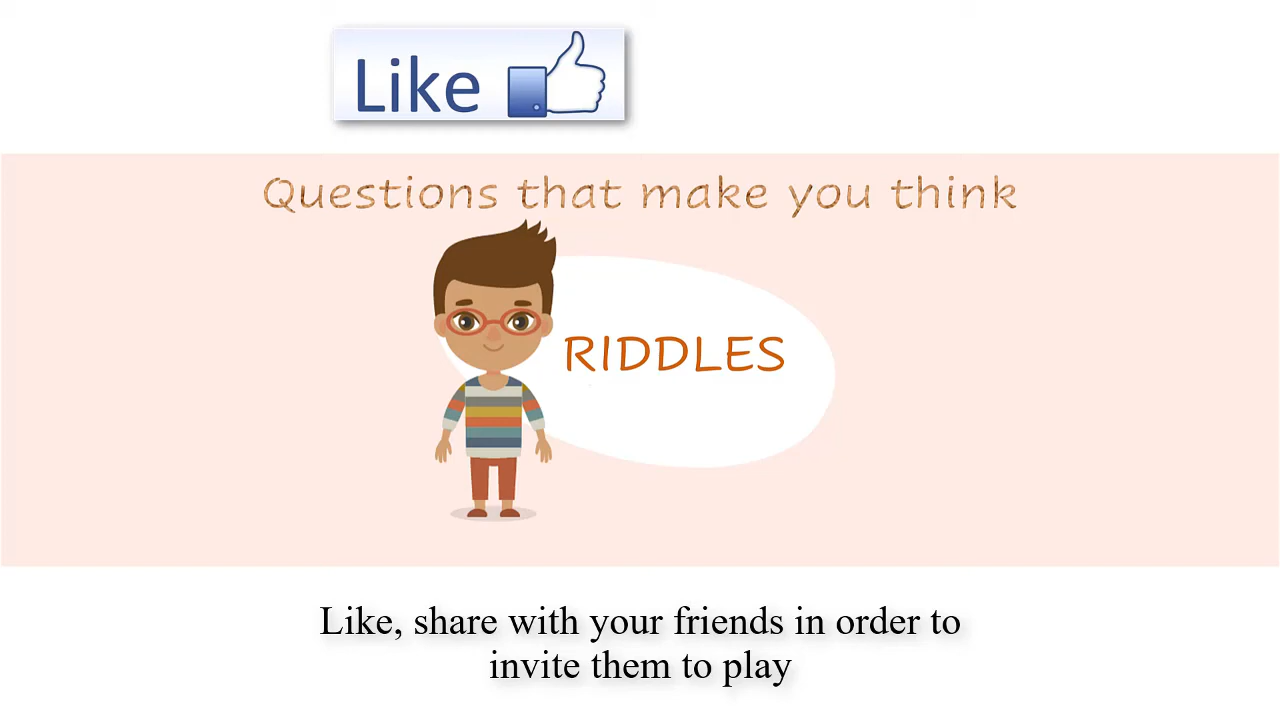 Like
Questions that make you think
RIDDLES
Like, share with your friends in order to
invite them to play